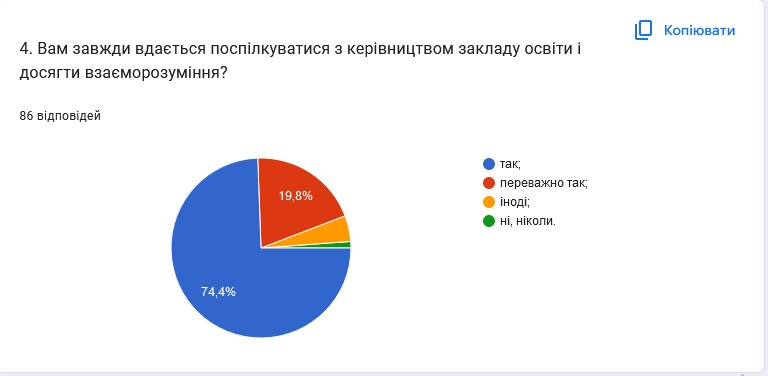 Копіювати
4. Вам завжди вдається поспілкуватися з керівництвом закладу освіти і
досягти взаєморозуміння?
86 відповідей
так;
переважно так;
іноді;
ні, ніколи.
19,8%
74,4%